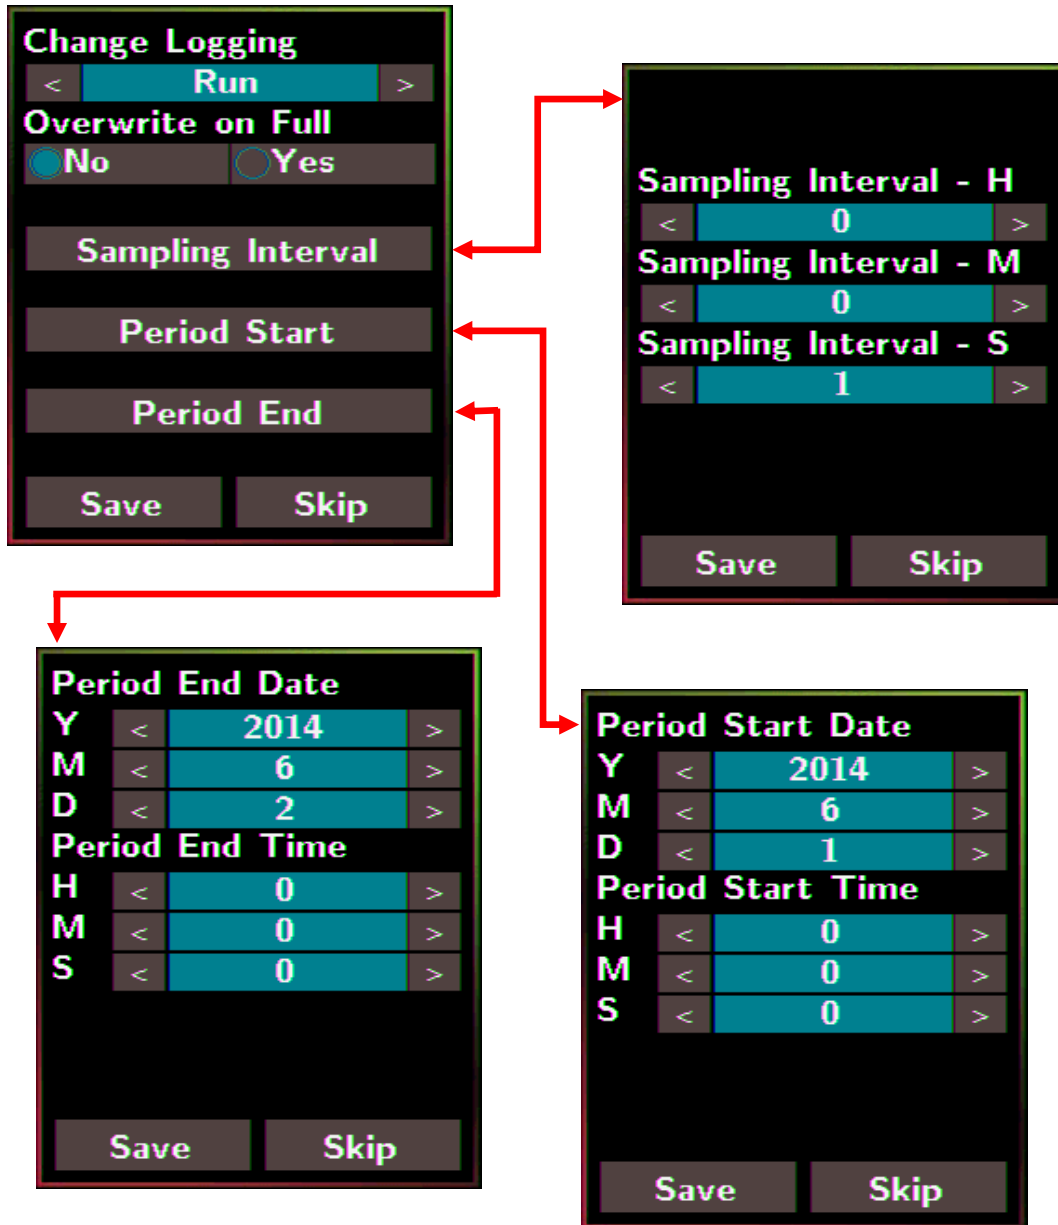 Change Logging
< Run >
Overwrite on Full
No Yes
Sampling Interval
Period Start
Period End
Save Skip
Sampling Interval - H
< 0 >
Sampling Interval - M
< 0 >
Sampling Interval - S
< 1 >
Save Skip
Period End Date
Y < 2014 >
M < 6 >
D < 2 >
Period End Time
H < 0 >
M < 0 >
S < 0 >
Save Skip
Period Start Date
Y < 2014 >
M < 6 >
D < 1 >
Period Start Time
H < 0 >
M < 0 >
S < 0 >
Save Skip